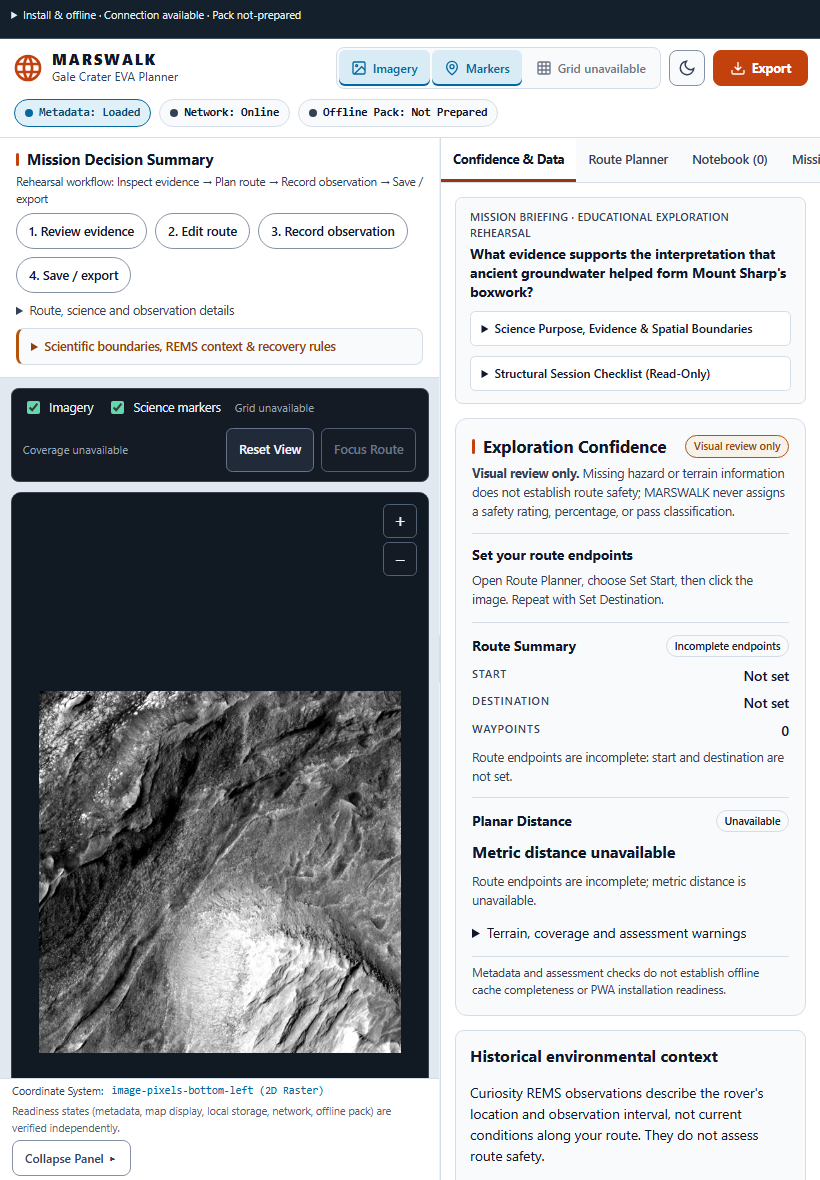 Install & offline · Connection available · Pack not-prepared
MARSWALK
Gale Crater EVA Planner
Imagery
Markers
Grid unavailable
Export
Metadata: Loaded
Network: Online
Offline Pack: Not Prepared
Mission Decision Summary
Rehearsal workflow: Inspect evidence → Plan route → Record observation → Save /
export
1. Review evidence
2. Edit route
3. Record observation
4. Save / export
Route, science and observation details
Scientific boundaries, REMS context & recovery rules
Imagery
Science markers
Grid unavailable
Coverage unavailable
Reset View
Focus Route
+
−
Coordinate System: image-pixels-bottom-left (2D Raster)
Readiness states (metadata, map display, local storage, network, offline pack) are
verified independently.
Collapse Panel
Confidence & Data
Route Planner
Notebook (0)
Missi
MISSION BRIEFING · EDUCATIONAL EXPLORATION
REHEARSAL
What evidence supports the interpretation that
ancient groundwater helped form Mount Sharp's
boxwork?
Science Purpose, Evidence & Spatial Boundaries
Structural Session Checklist (Read-Only)
Exploration Confidence
Visual review only
Visual review only. Missing hazard or terrain information
does not establish route safety; MARSWALK never assigns
a safety rating, percentage, or pass classification.
Set your route endpoints
Open Route Planner, choose Set Start, then click the
image. Repeat with Set Destination.
Route Summary
Incomplete endpoints
START
Not set
DESTINATION
Not set
WAYPOINTS
0
Route endpoints are incomplete: start and destination are
not set.
Planar Distance
Unavailable
Metric distance unavailable
Route endpoints are incomplete; metric distance is
unavailable.
Terrain, coverage and assessment warnings
Metadata and assessment checks do not establish offline
cache completeness or PWA installation readiness.
Historical environmental context
Curiosity REMS observations describe the rover's
location and observation interval, not current
conditions along your route. They do not assess
route safety.